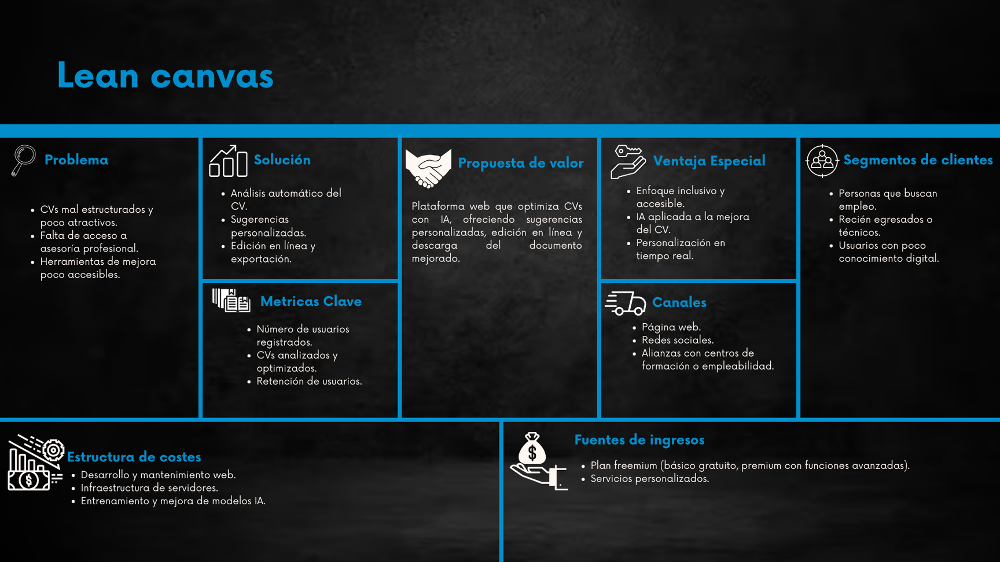 Lean canvas
Problema
CVs mal estructurados y
poco atractivos.
Falta de acceso a
asesoría profesional.
Herramientas de mejora
poco accesibles.
Solución
Análisis automático del
CV.
Sugerencias
personalizadas.
Edición en línea y
exportación.
Metricas Clave
Número de usuarios
registrados.
CVs analizados y
optimizados.
Retención de usuarios.
Propuesta de valor
Plataforma web que optimiza CVs
con IA, ofreciendo sugerencias
personalizadas, edición en línea y
descarga del documento
mejorado.
Ventaja Especial
Enfoque inclusivo y
accesible.
IA aplicada a la mejora
del CV.
Personalización en
tiempo real.
Canales
Página web.
Redes sociales.
Alianzas con centros de
formación o empleabilidad.
Segmentos de clientes
Personas que buscan
empleo.
Recién egresados o
técnicos.
Usuarios con poco
conocimiento digital.
Estructura de costes
Desarrollo y mantenimiento web.
Infraestructura de servidores.
Entrenamiento y mejora de modelos IA.
Fuentes de ingresos
Plan freemium (básico gratuito, premium con funciones avanzadas).
Servicios personalizados.